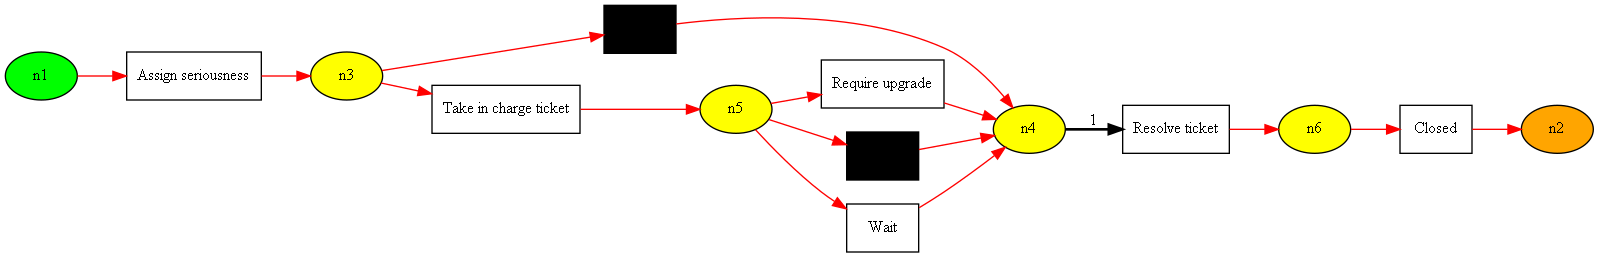 n1
Assign seriousness
n3
Take in charge ticket
n5
Require upgrade
Wait
n4
1
Resolve ticket
n6
Closed
n2